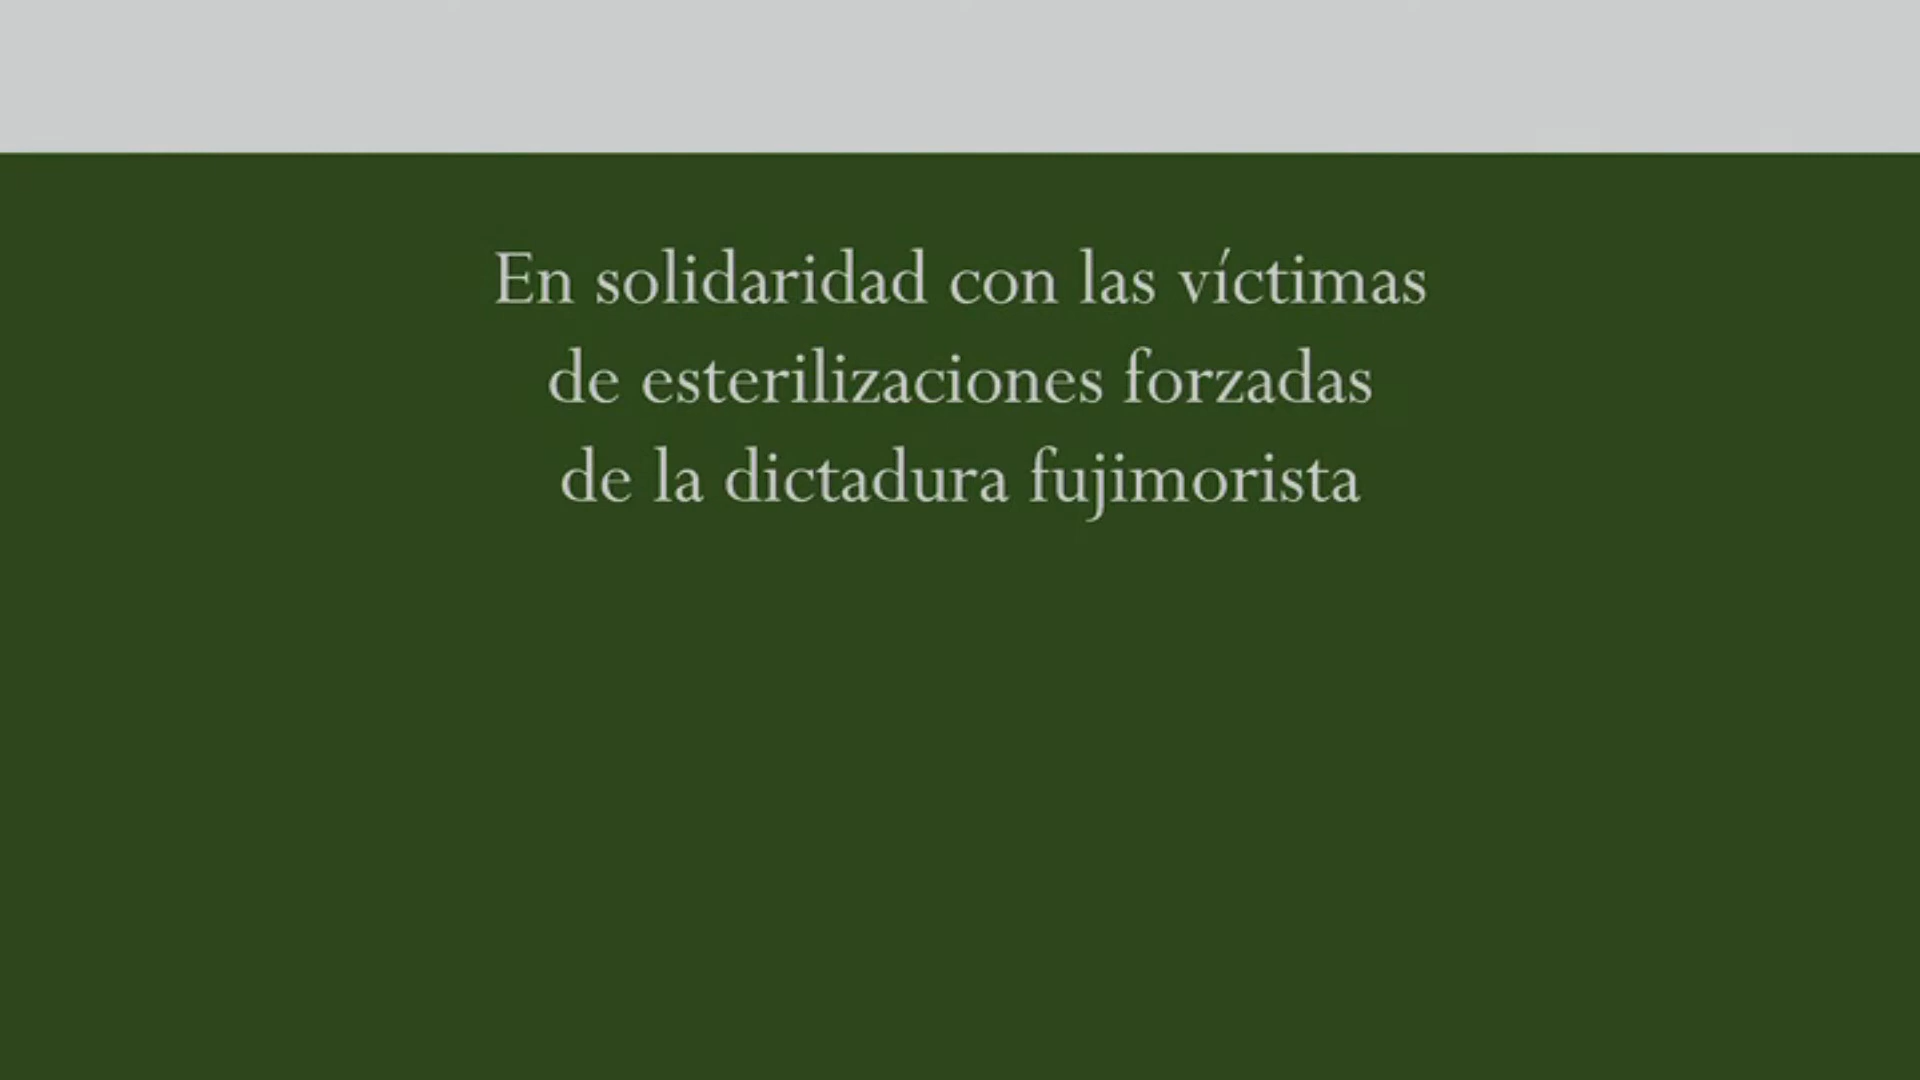 En solidaridad con las víctimas
de esterilizaciones forzadas
de la dictadura fujimorista